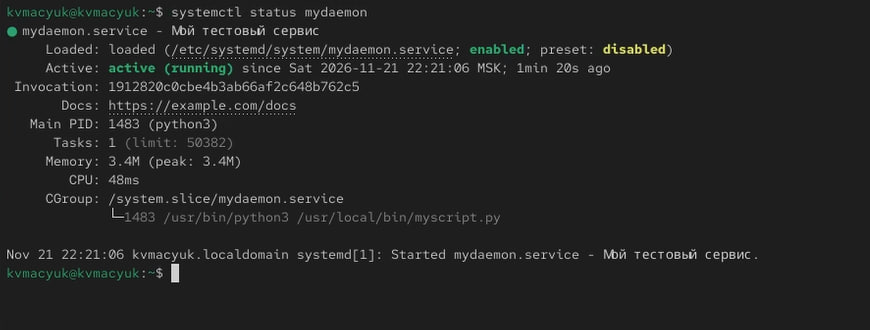 kvmacyuk@kvmacyuk:~$ systemctl status mydaemon
● mydaemon.service - Мой тестовый сервис
Loaded: loaded (/etc/systemd/system/mydaemon.service; enabled; preset: disabled)
Active: active (running) since Sat 2026-11-21 22:21:06 MSK; 1min 20s ago
Invocation: 1912820c0cbe4b3ab66af2c648b762c5
Docs: https://example.com/docs
Main PID: 1483 (python3)
Tasks: 1 (limit: 50382)
Memory: 3.4M (peak: 3.4M)
CPU: 48ms
CGroup: /system.slice/mydaemon.service
└─1483 /usr/bin/python3 /usr/local/bin/myscript.py
Nov 21 22:21:06 kvmacyuk.localdomain systemd[1]: Started mydaemon.service - Мой тестовый сервис.
kvmacyuk@kvmacyuk:~$